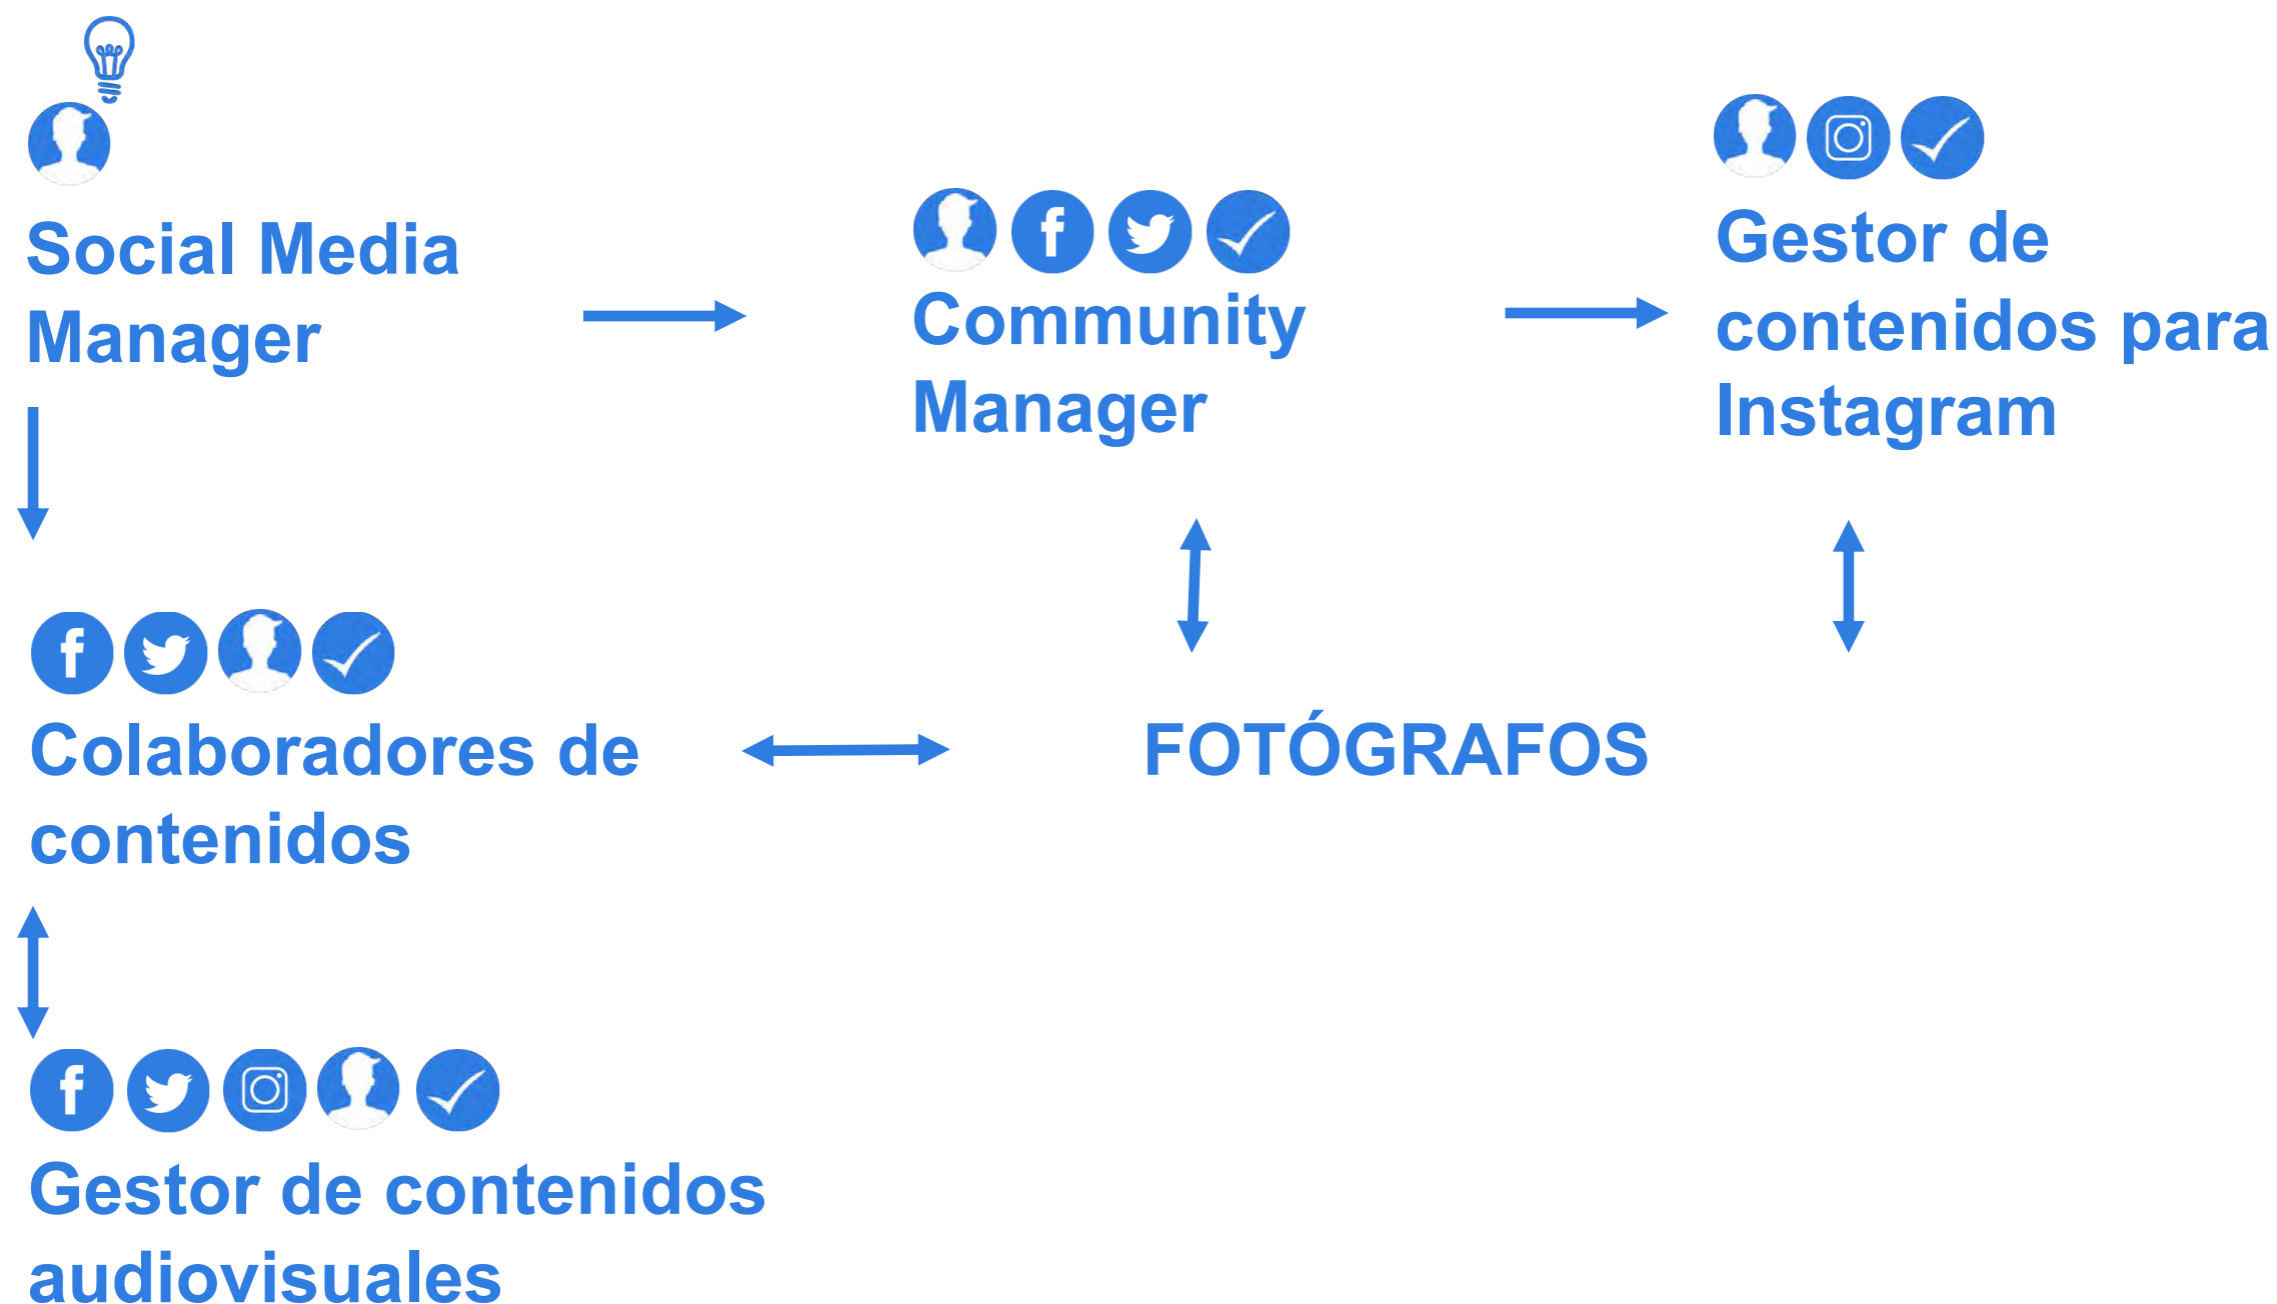 Social Media
Manager
Community
Manager
Gestor de
contenidos para
Instagram
Colaboradores de
contenidos
FOTÓGRAFOS
Gestor de contenidos
audiovisuales